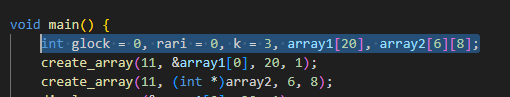 void main() {
int glock = 0, rari = 0, k = 3, array1[20], array2[6][8];
create_array(11, &array1[0], 20, 1);
create_array(11, (int *)array2, 6, 8);